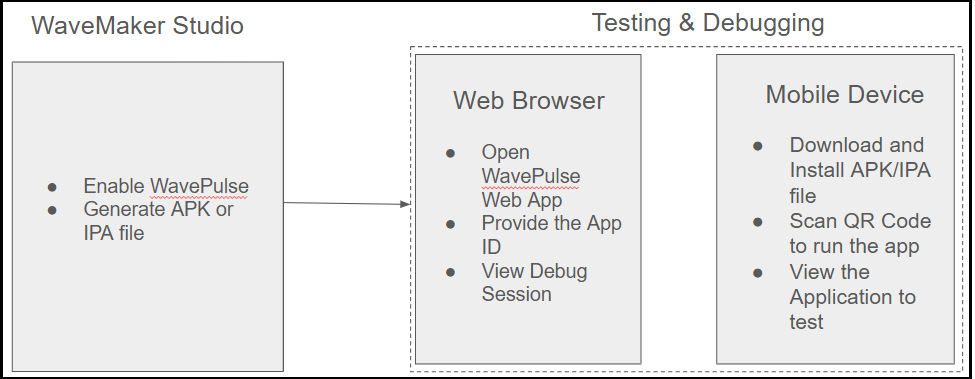 WaveMaker Studio
● Enable WavePulse
● Generate APK or
IPA file
Testing & Debugging
Web Browser
● Open
WavePulse
Web App
● Provide the App
ID
● View Debug
Session
Mobile Device
● Download and
Install APK/IPA
file
● Scan QR Code
to run the app
● View the
Application to
test